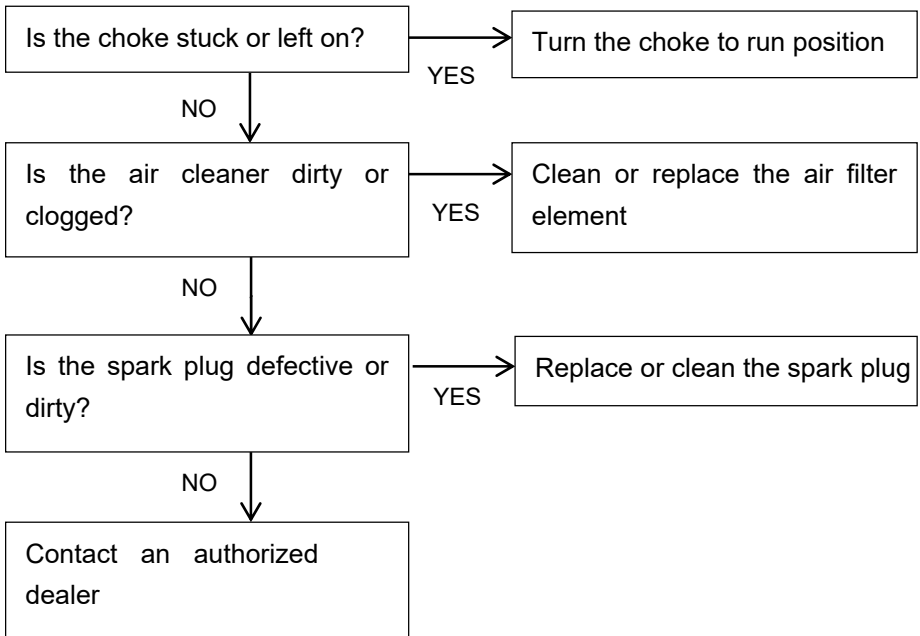 Is the choke stuck or left on?
Turn the choke to run position
YES
NO
Is the air cleaner dirty or
clogged?
Clean or replace the air filter
element
YES
NO
Is the spark plug defective or
dirty?
Replace or clean the spark plug
YES
NO
Contact an authorized
dealer